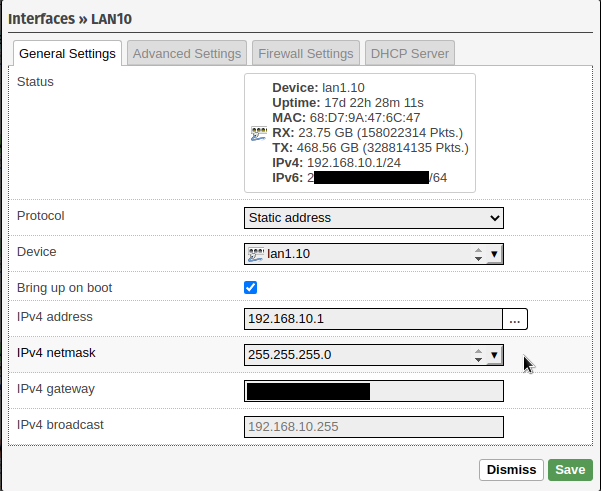 Interfaces » LAN10
General Settings Advanced Settings Firewall Settings DHCP Server
Status
Device: lan1.10
Uptime: 17d 22h 28m 11s
MAC: 68:D7:9A:47:6C:47
RX: 23.75 GB (158022314 Pkts.)
TX: 468.56 GB (328814135 Pkts.)
IPv4: 192.168.10.1/24
IPv6: 2 /64
Protocol Static address
Device lan1.10
Bring up on boot
IPv4 address 192.168.10.1 ...
IPv4 netmask 255.255.255.0
IPv4 gateway
IPv4 broadcast 192.168.10.255
Dismiss Save